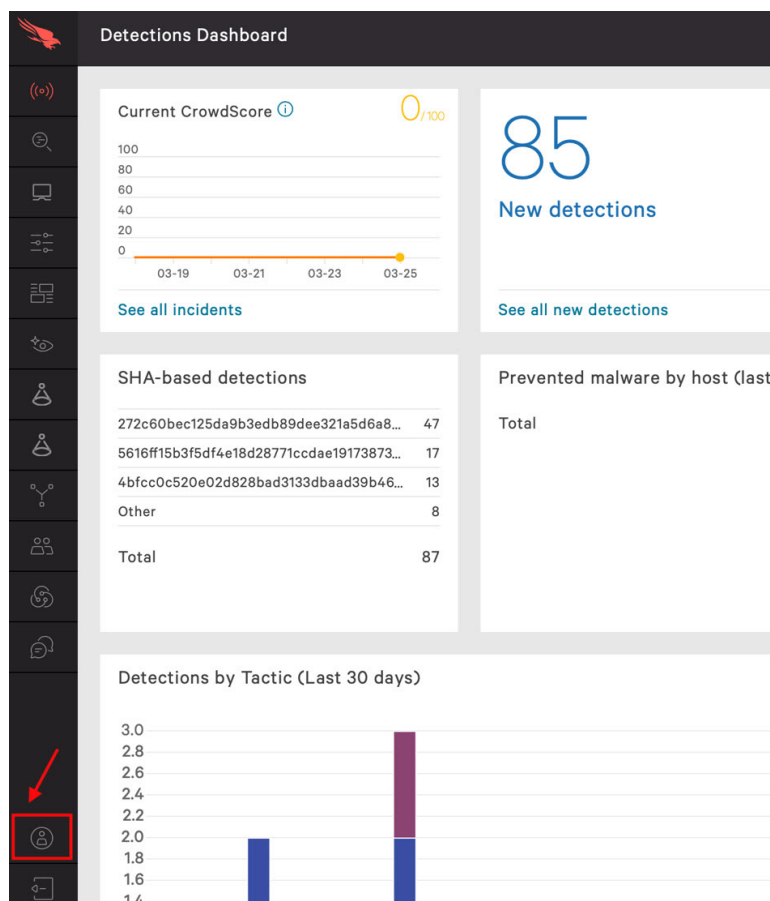 Detections Dashboard
Current CrowdScore
0/100
100
80
60
40
20
0
03-19 03-21 03-23 03-25
See all incidents
85
New detections
See all new detections
SHA-based detections
272c60bec125da9b3edb89dee321a5d6a8... 47
5616ff15b3f5df4e18d28771ccdae19173873... 17
4bfcc0c520e02d828bad3133dbaad39b46... 13
Other 8
Total 87
Prevented malware by host (last
Total
Detections by Tactic (Last 30 days)
3.0
2.8
2.6
2.4
2.2
2.0
1.8
1.6
1.4